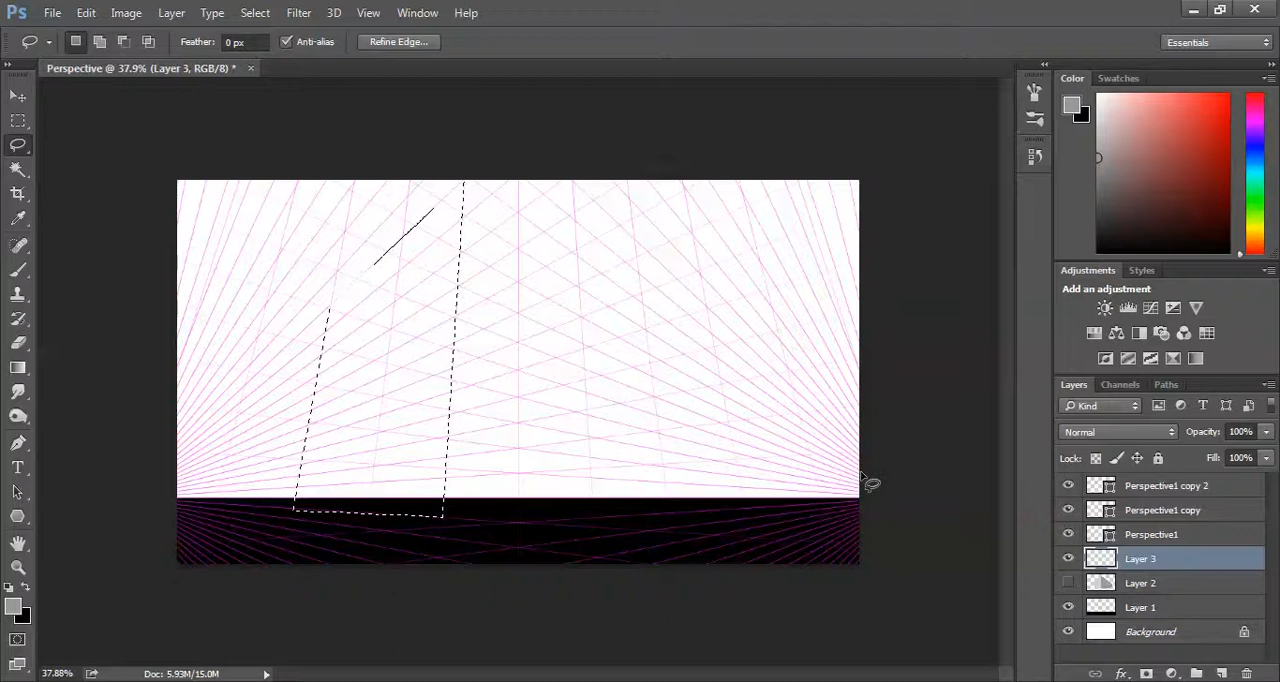 Ps File Edit Image Layer Type Select Filter 3D View Window Help
Feather: 0 px Anti-alias Refine Edge... Essentials
Perspective @ 37.9% (Layer 3, RGB/8) * ×
Color Swatches
Adjustments Styles
Add an adjustment
Layers Channels Paths
Kind
Normal Opacity: 100%
Lock: Fill: 100%
Perspective1 copy 2
Perspective1 copy
Perspective1
Layer 3
Layer 2
Layer 1
Background
37.88% Doc: 5.93M/15.0M